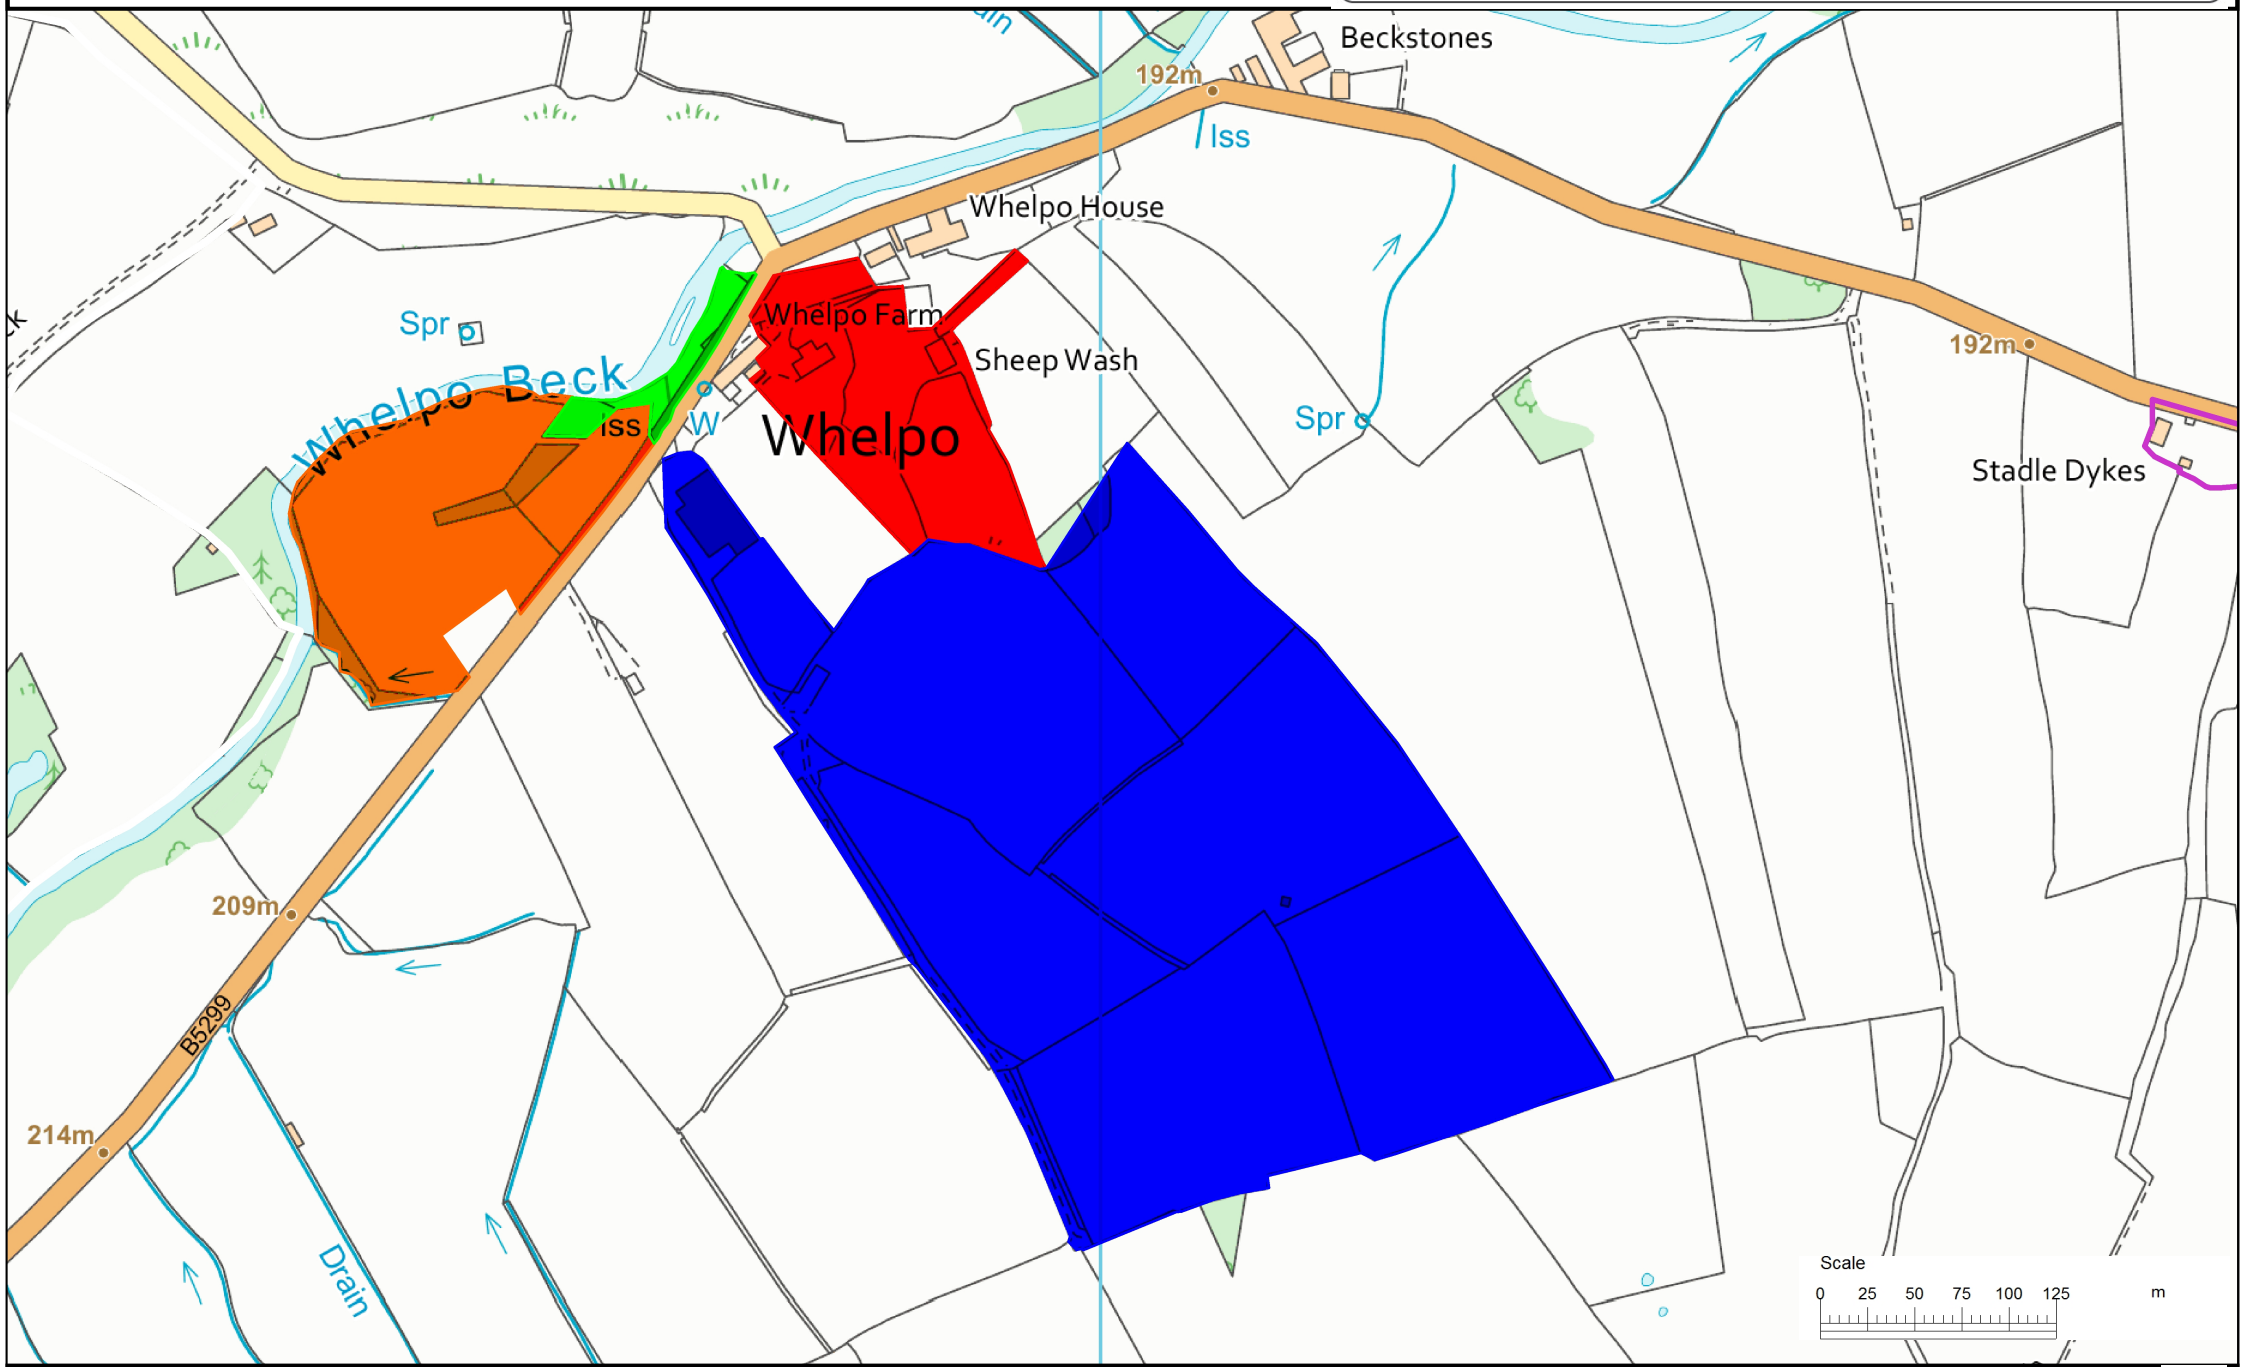 ain
Beckstones
192m
Iss
Whelpo House
k
Spr
Whelpo Farm
192m
Sheep Wash
Whelpo Beck
Iss
W
Whelpo
Spr
Stadle Dykes
209m
B5299
214m
Drain
Scale
0 25 50 75 100 125 m